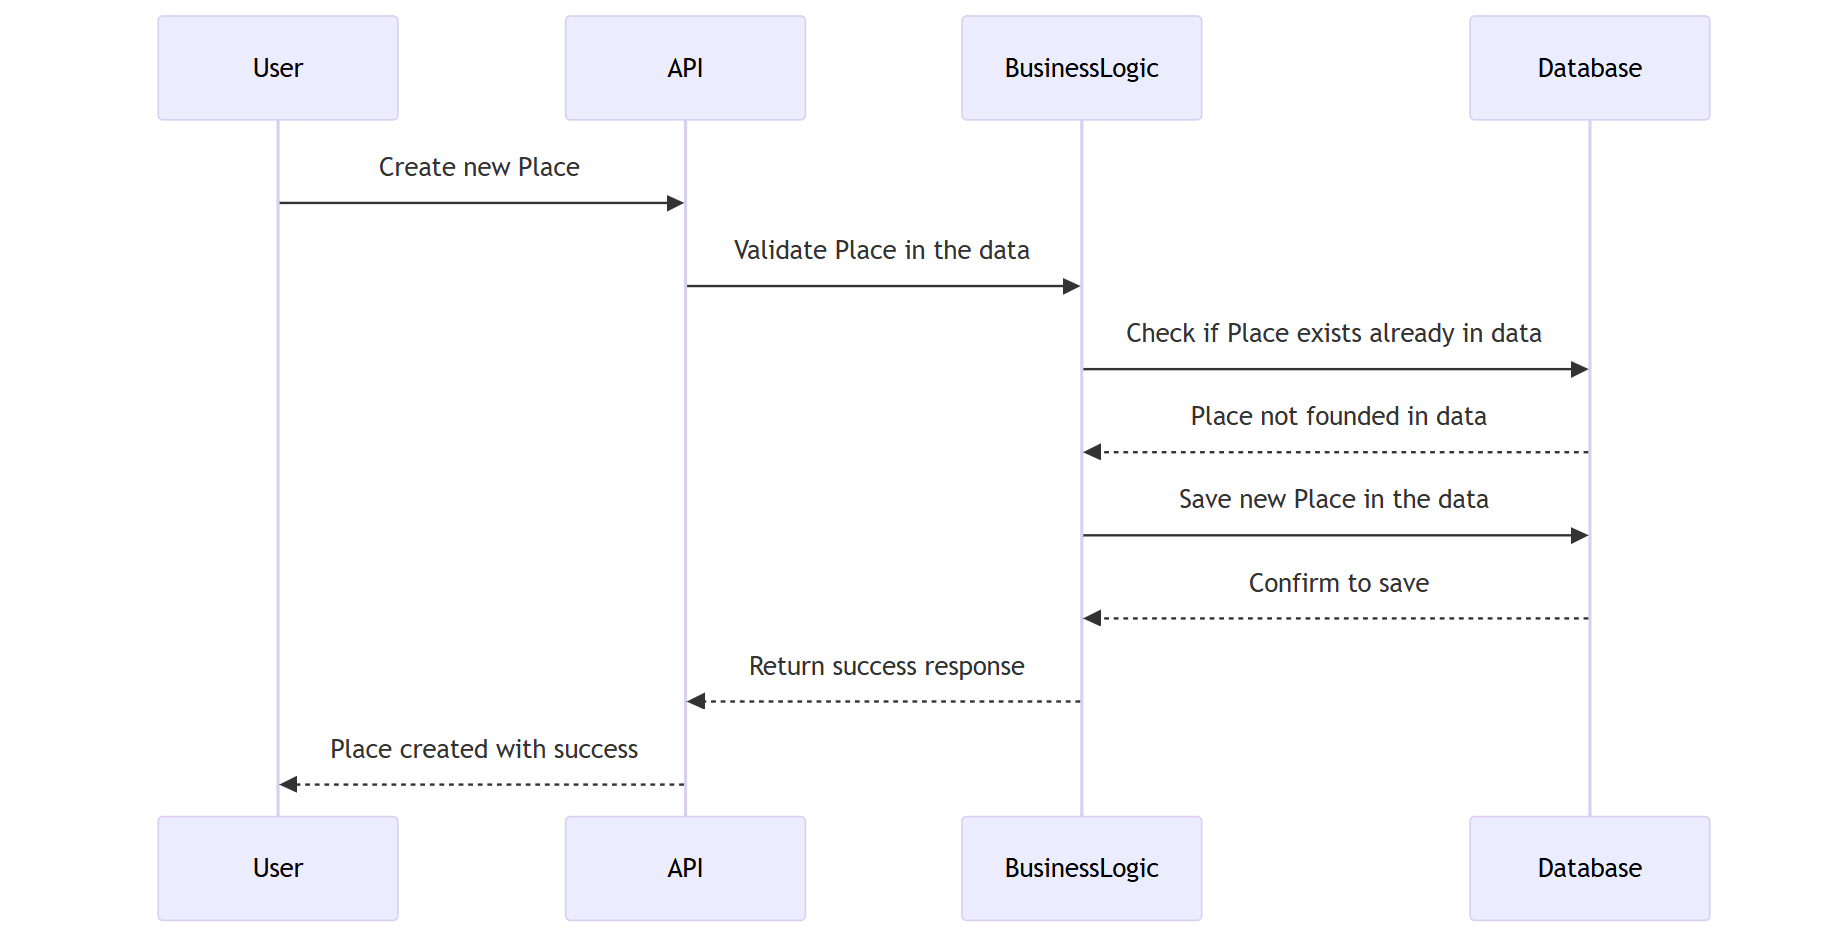 User
API
BusinessLogic
Database
Create new Place
Validate Place in the data
Check if Place exists already in data
Place not founded in data
Save new Place in the data
Confirm to save
Return success response
Place created with success
User
API
BusinessLogic
Database